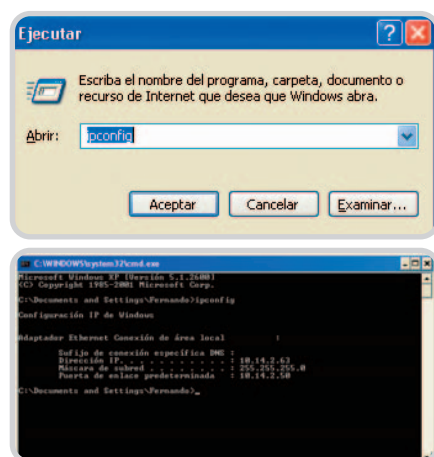 Ejecutar
Escriba el nombre del programa, carpeta, documento o
recurso de Internet que desea que Windows abra.
Abrir: ipconfig
Aceptar Cancelar Examinar...
C:\WINDOWS\system32\cmd.exe
Microsoft Windows XP [Versión 5.1.2600]
(C) Copyright 1985-2001 Microsoft Corp.
C:\Documents and Settings\Fernando>ipconfig
Configuración IP de Windows
Adaptador Ethernet Conexión de área local :
Sufijo de conexión específica DNS :
Dirección IP. . . . . . . . . . . : 10.14.2.63
Máscara de subred . . . . . . . . : 255.255.255.0
Puerta de enlace predeterminada : 10.14.2.50
C:\Documents and Settings\Fernando>_